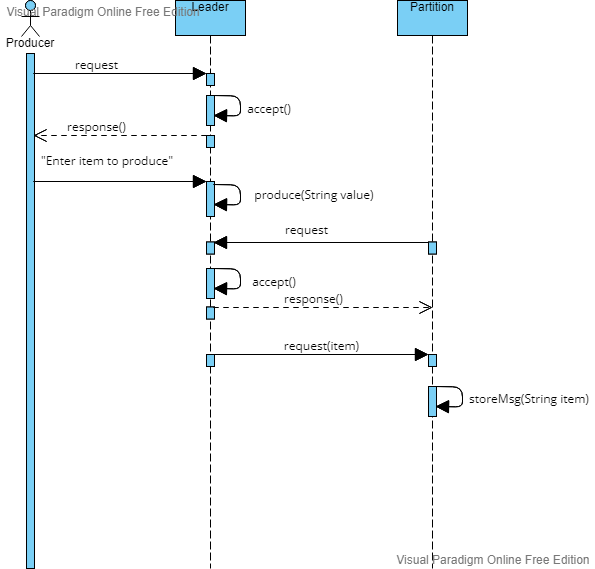 Visual Paradigm Online Free Edition
Leader
Partition
Producer
request
accept()
response()
"Enter item to produce"
produce(String value)
request
accept()
response()
request(item)
storeMsg(String item)
Visual Paradigm Online Free Edition